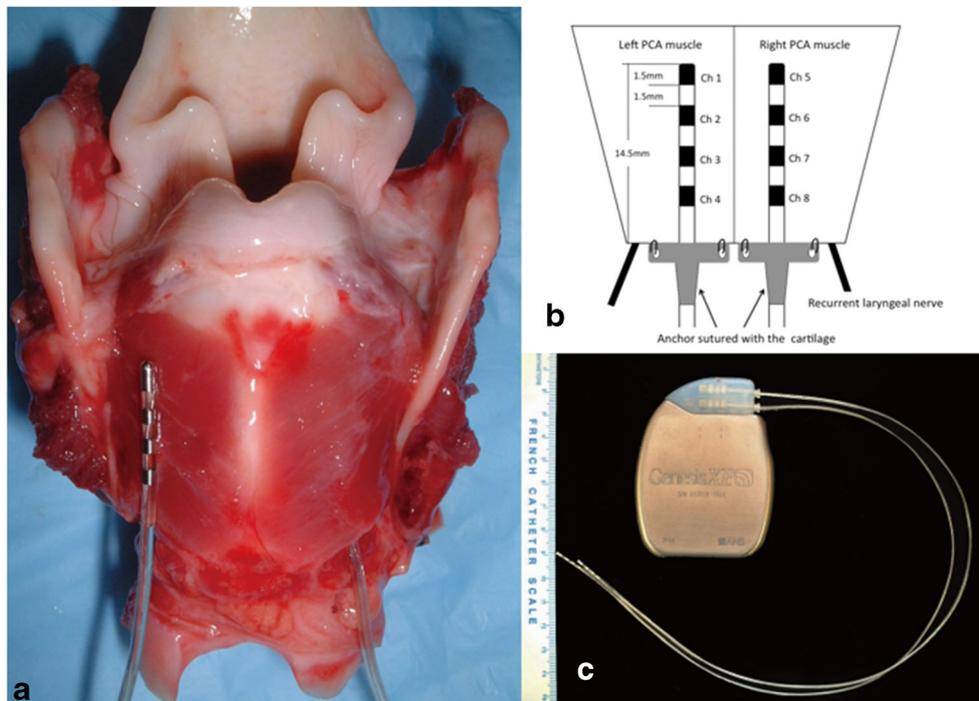 a
b
Left PCA muscle
Right PCA muscle
1.5mm
1.5mm
14.5mm
Ch 1
Ch 2
Ch 3
Ch 4
Ch 5
Ch 6
Ch 7
Ch 8
Recurrent laryngeal nerve
Anchor sutured with the cartilage
FRENCH CATHETER SCALE
GenesisXP
ANS
c